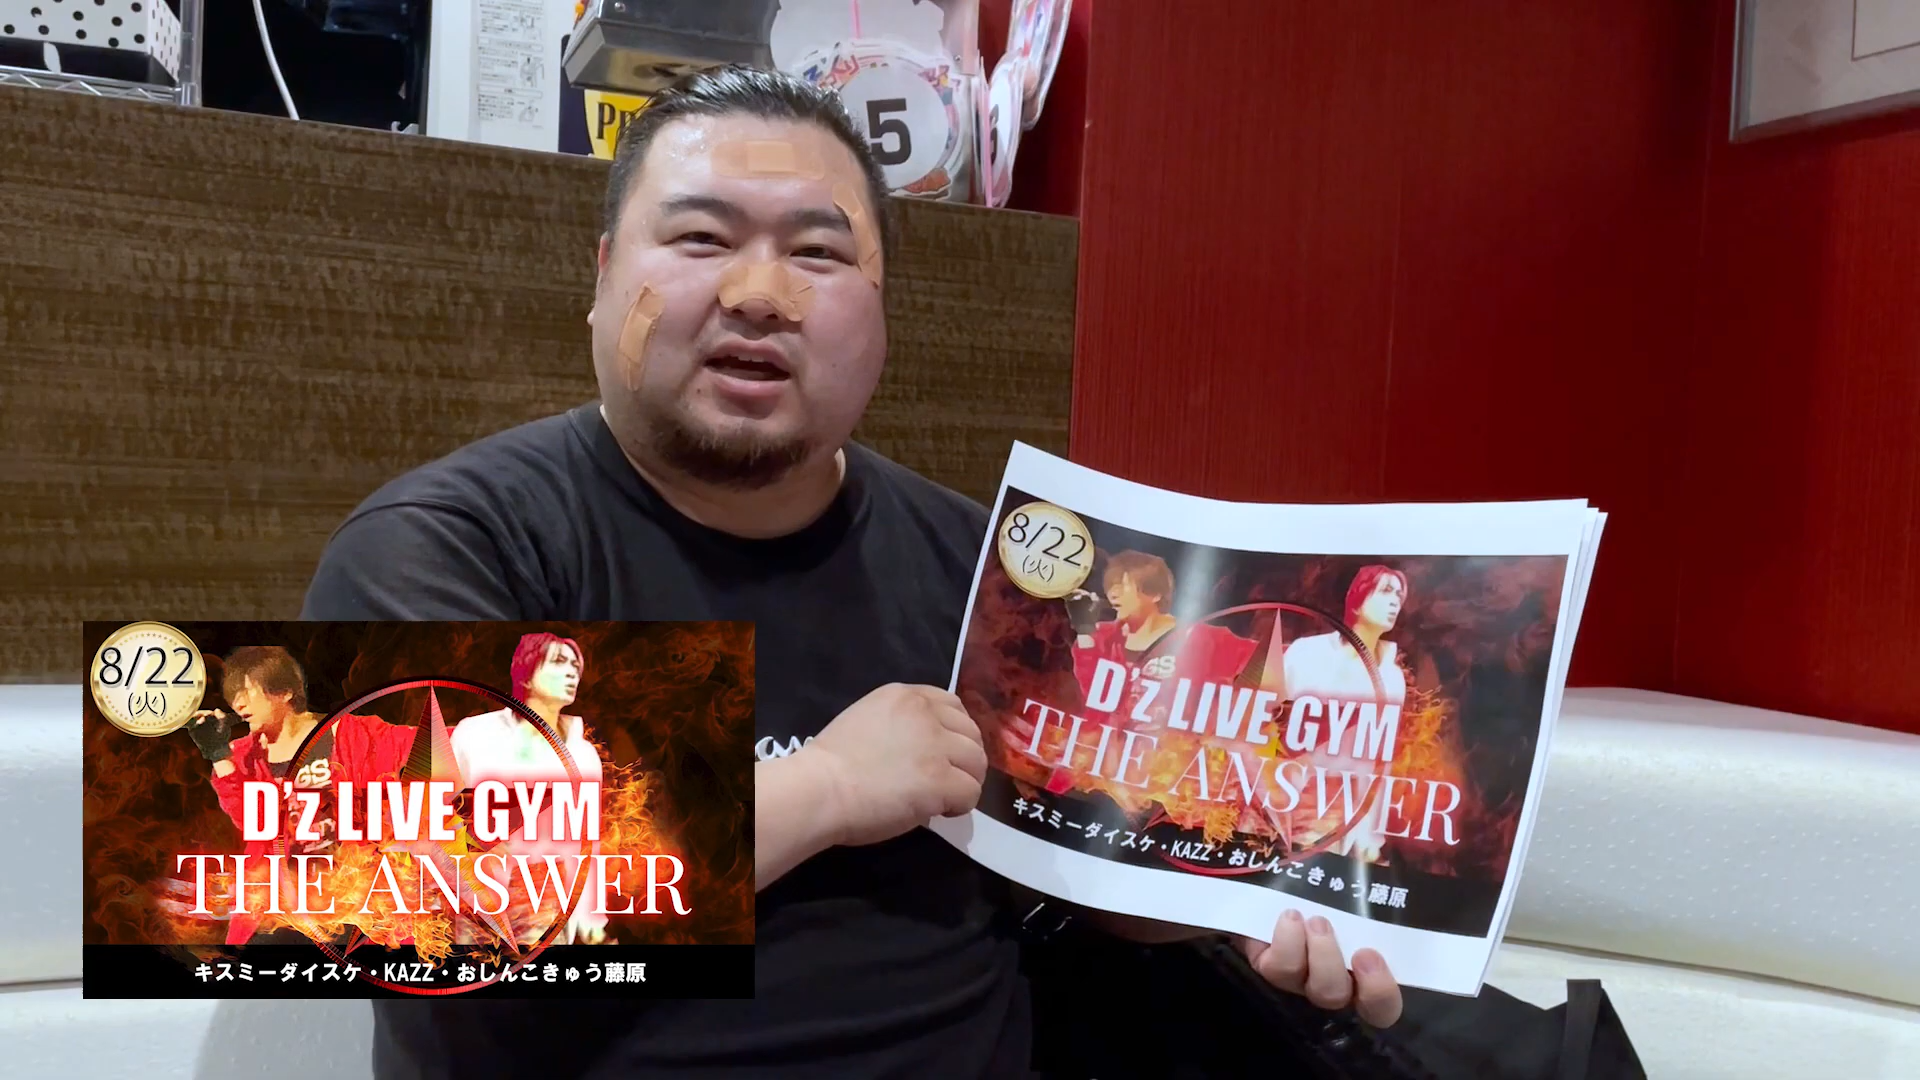 5
8/22
(火)
D'z LIVE GYM
THE ANSWER
キスミーダイスケ・KAZZ・おしんこきゅう藤原
8/22
(火)
GS
D'z LIVE GYM
THE ANSWER
キスミーダイスケ・KAZZ・おしんこきゅう藤原